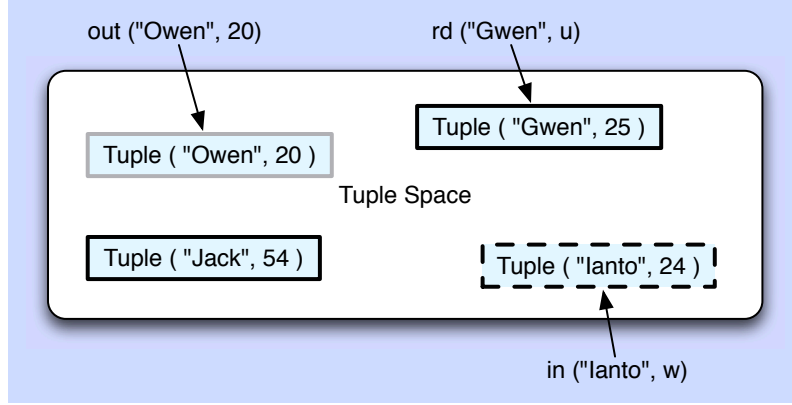 out ("Owen", 20)
rd ("Gwen", u)
Tuple ( "Gwen", 25 )
Tuple ( "Owen", 20 )
Tuple Space
Tuple ( "Jack", 54 )
Tuple ( "Ianto", 24 )
in ("Ianto", w)